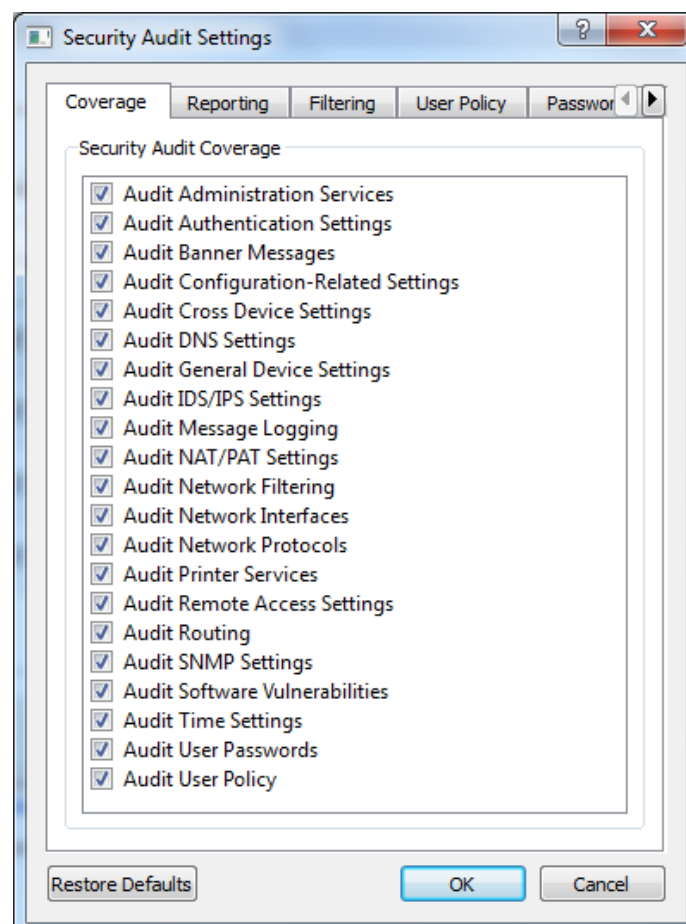 Security Audit Settings
Coverage Reporting Filtering User Policy Passwor
Security Audit Coverage
Audit Administration Services
Audit Authentication Settings
Audit Banner Messages
Audit Configuration-Related Settings
Audit Cross Device Settings
Audit DNS Settings
Audit General Device Settings
Audit IDS/IPS Settings
Audit Message Logging
Audit NAT/PAT Settings
Audit Network Filtering
Audit Network Interfaces
Audit Network Protocols
Audit Printer Services
Audit Remote Access Settings
Audit Routing
Audit SNMP Settings
Audit Software Vulnerabilities
Audit Time Settings
Audit User Passwords
Audit User Policy
Restore Defaults OK Cancel